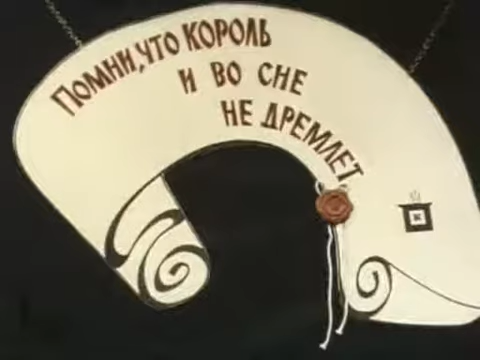 Помни, что король
и во сне
не дремлет